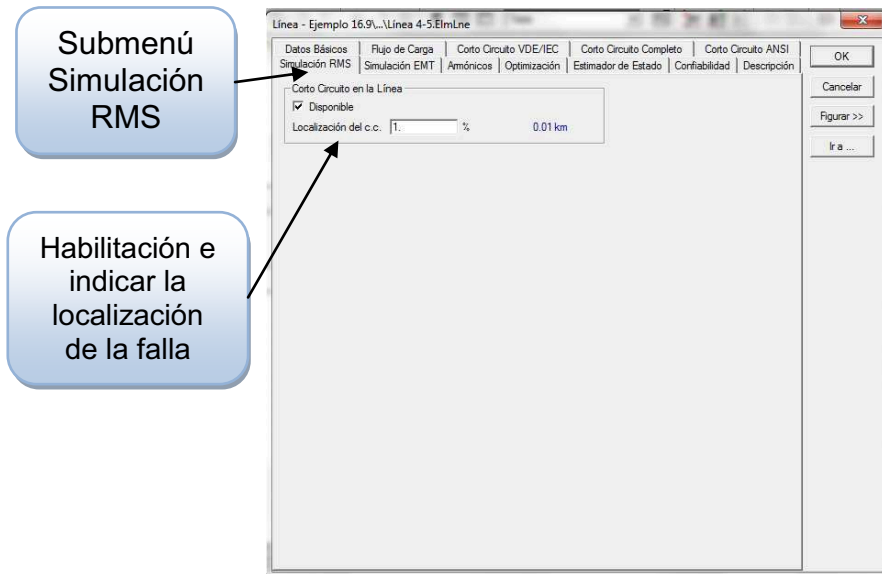 Submenú
Simulación
RMS
Habilitación e
indicar la
localización
de la falla
Línea - Ejemplo 16.9\...\Línea 4-5.ElmLne
Datos Básicos Flujo de Carga Corto Circuito VDE/IEC Corto Circuito Completo Corto Circuito ANSI
Simulación RMS Simulación EMT Armónicos Optimización Estimador de Estado Confiabilidad Descripción
Corto Circuito en la Línea
Disponible
Localización del c.c. 1. % 0.01 km
OK
Cancelar
Figurar >>
Ir a ...